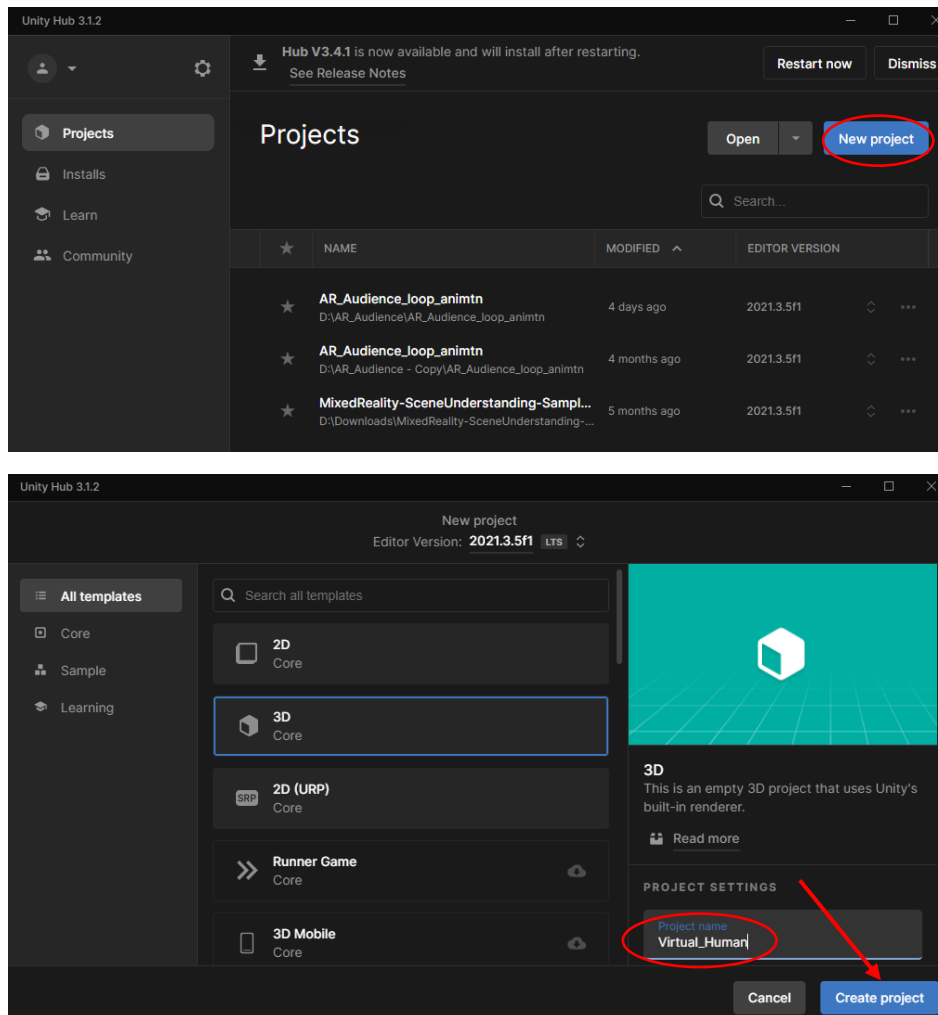 Unity Hub 3.1.2
Hub V3.4.1 is now available and will install after restarting.
See Release Notes
Restart now
Dismiss
Projects
Installs
Learn
Community
Projects
Open
New project
Search...
NAME
MODIFIED
EDITOR VERSION
AR_Audience_loop_animtn
D:\AR_Audience\AR_Audience_loop_animtn
4 days ago
2021.3.5f1
AR_Audience_loop_animtn
D:\AR_Audience - Copy\AR_Audience_loop_animtn
4 months ago
2021.3.5f1
MixedReality-SceneUnderstanding-Sampl...
D:\Downloads\MixedReality-SceneUnderstanding-...
5 months ago
2021.3.5f1
Unity Hub 3.1.2
New project
Editor Version: 2021.3.5f1 LTS
All templates
Core
Sample
Learning
Search all templates
2D
Core
3D
Core
SRP
2D (URP)
Core
Runner Game
Core
3D Mobile
Core
3D
This is an empty 3D project that uses Unity's
built-in renderer.
Read more
PROJECT SETTINGS
Project name
Virtual_Human
Cancel
Create project